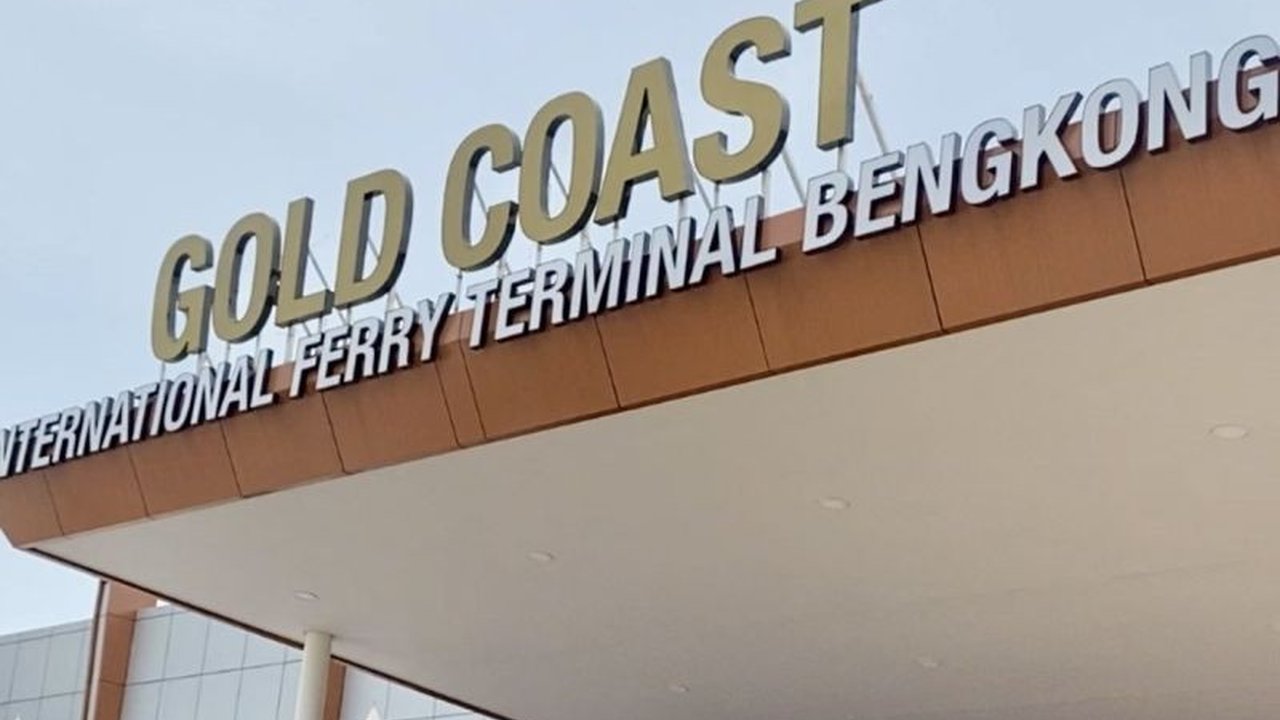 GOLD COAST
INTERNATIONAL FERRY TERMINAL BENGKONG